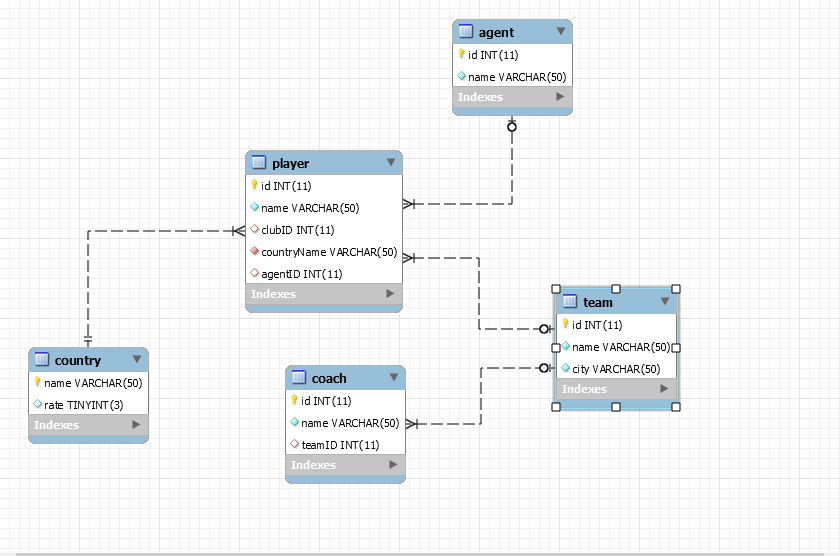 agent
id INT(11)
name VARCHAR(50)
Indexes
player
id INT(11)
name VARCHAR(50)
clubID INT(11)
countryName VARCHAR(50)
agentID INT(11)
Indexes
team
id INT(11)
name VARCHAR(50)
city VARCHAR(50)
Indexes
country
name VARCHAR(50)
rate TINYINT(3)
Indexes
coach
id INT(11)
name VARCHAR(50)
teamID INT(11)
Indexes